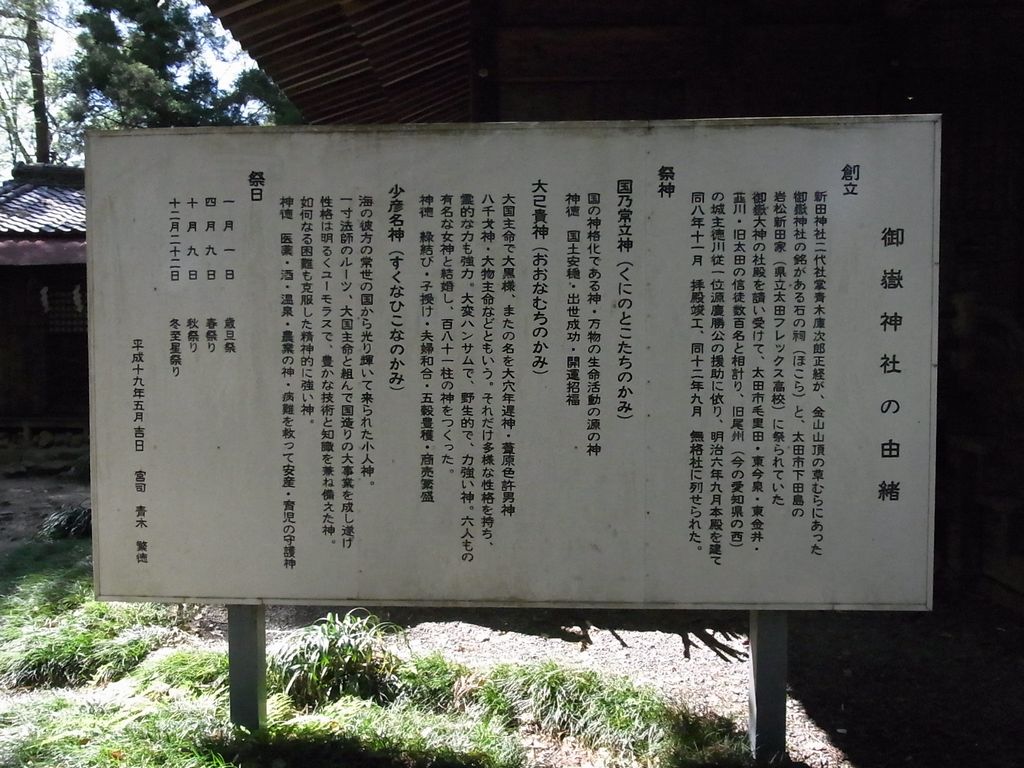 御嶽神社の由緒
創立
新田神社二代社掌青木庫次郎正経が、金山山頂の草むらにあった
御嶽神社の銘がある石の祠(ほこら)と、太田市下田島の
岩松新田家(県立太田フレックス高校)に祭られていた
御嶽大神の社殿を請い受けて、太田市毛里田・東今泉・東金井・
韮川・旧太田の信徒数百名と相計り、旧尾州(今の愛知県の西)
の城主徳川従一位源慶勝公の援助に依り、明治六年九月本殿を建て
同八年十一月 拝殿竣工、同十二年九月 無格社に列せられた。
祭神
国乃常立神(くにのとこたちのかみ)
国の神格化である神・万物の生命活動の源の神
神徳 国土安穏・出世成功・開運招福
大己貴神(おおなむちのかみ)
大国主命で大黒様、またの名を大穴牟遅神・葦原色許男神
八千戈神・大物主命などともいう。それだけ多様な性格を持ち、
霊的な力も強力。大変ハンサムで、野生的で、力強い神。六人もの
有名な女神と結婚し、百八十一柱の神をつくった。
神徳 縁結び・子授け・夫婦和合・五穀豊穣・商売繁盛
少彦名神(すくなひこなのかみ)
海の彼方の常世の国から光り輝いて来られた小人神。
一寸法師のルーツ、大国主命と組んで国造りの大事業を成し遂げ
性格は明るくユーモラスで、豊かな技術と知識を兼ね備えた神。
如何なる困難も克服した精神的に強い神。
神徳 医薬・酒・温泉・農業の神・病難を救って安産・育児の守護神
祭日
一月一日 歳旦祭
四月九日 春祭り
十月九日 秋祭り
十二月二十二日 冬至星祭り
平成十九年五月吉日 宮司 青木 繁徳